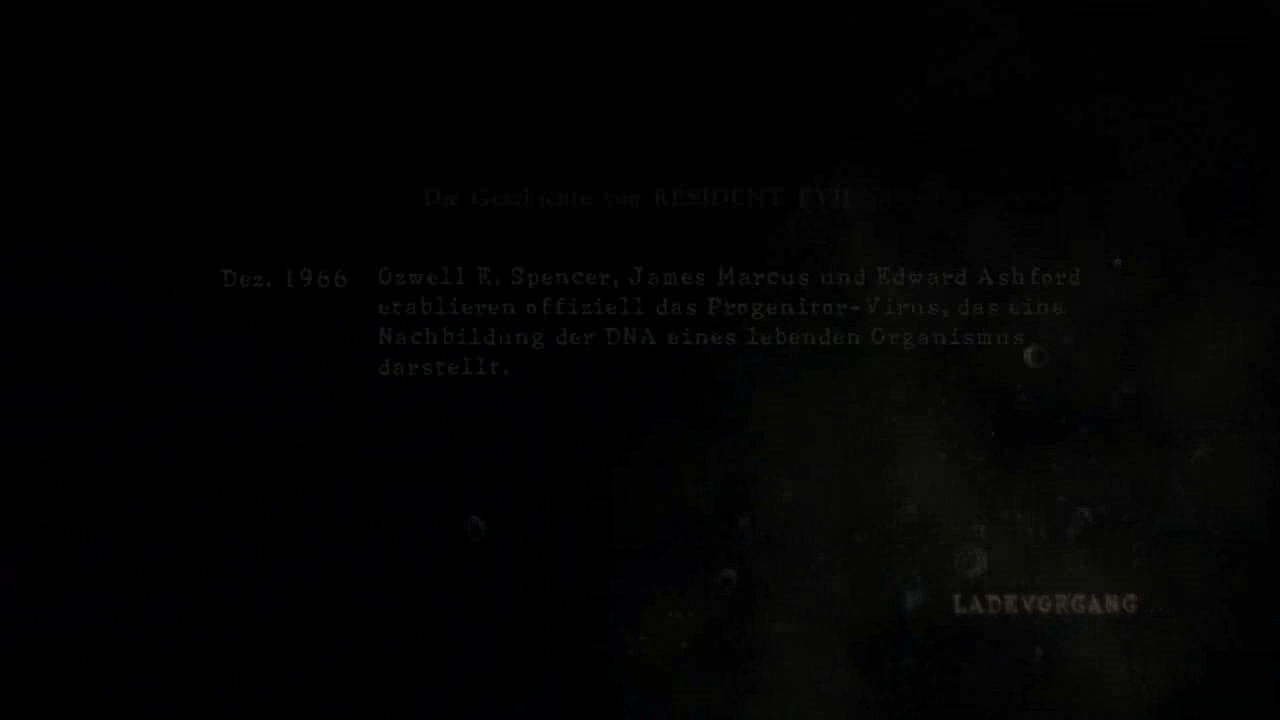 Die Geschichte von RESIDENT EVIL
Dez. 1966
Ozwell E. Spencer, James Marcus und Edward Ashford
etablieren offiziell das Progenitor-Virus, das eine
Nachbildung der DNA eines lebenden Organismus
darstellt.
LADEVORGANG